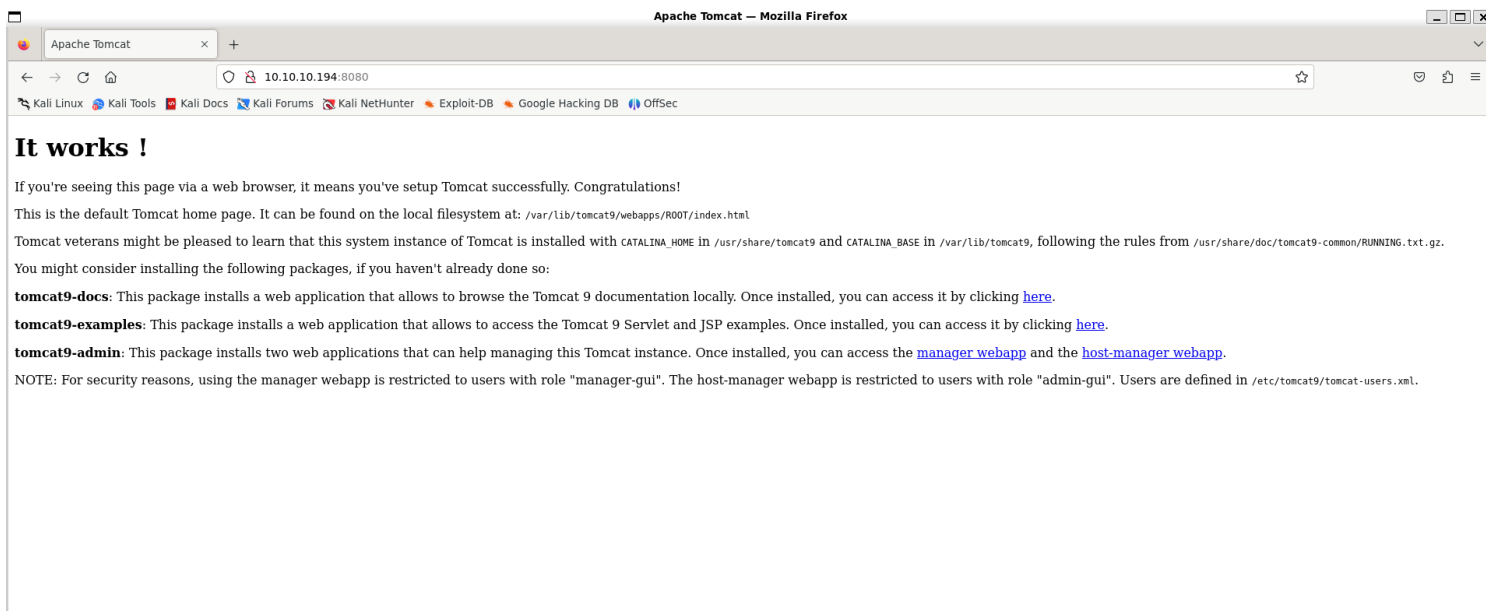 Apache Tomcat — Mozilla Firefox
Apache Tomcat
10.10.10.194:8080
Kali Linux Kali Tools Kali Docs Kali Forums Kali NetHunter Exploit-DB Google Hacking DB OffSec
It works !
If you're seeing this page via a web browser, it means you've setup Tomcat successfully. Congratulations!
This is the default Tomcat home page. It can be found on the local filesystem at: /var/lib/tomcat9/webapps/ROOT/index.html
Tomcat veterans might be pleased to learn that this system instance of Tomcat is installed with CATALINA_HOME in /usr/share/tomcat9 and CATALINA_BASE in /var/lib/tomcat9, following the rules from /usr/share/doc/tomcat9-common/RUNNING.txt.gz.
You might consider installing the following packages, if you haven't already done so:
tomcat9-docs: This package installs a web application that allows to browse the Tomcat 9 documentation locally. Once installed, you can access it by clicking here.
tomcat9-examples: This package installs a web application that allows to access the Tomcat 9 Servlet and JSP examples. Once installed, you can access it by clicking here.
tomcat9-admin: This package installs two web applications that can help managing this Tomcat instance. Once installed, you can access the manager webapp and the host-manager webapp.
NOTE: For security reasons, using the manager webapp is restricted to users with role "manager-gui". The host-manager webapp is restricted to users with role "admin-gui". Users are defined in /etc/tomcat9/tomcat-users.xml.